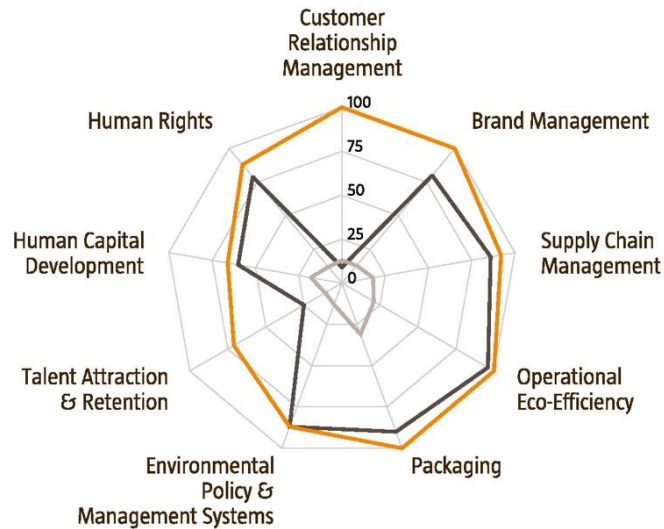 Customer
Relationship
Management
100
75
50
25
0
Brand Management
Supply Chain
Management
Operational
Eco-Efficiency
Packaging
Environmental
Policy &
Management Systems
Talent Attraction
& Retention
Human Capital
Development
Human Rights